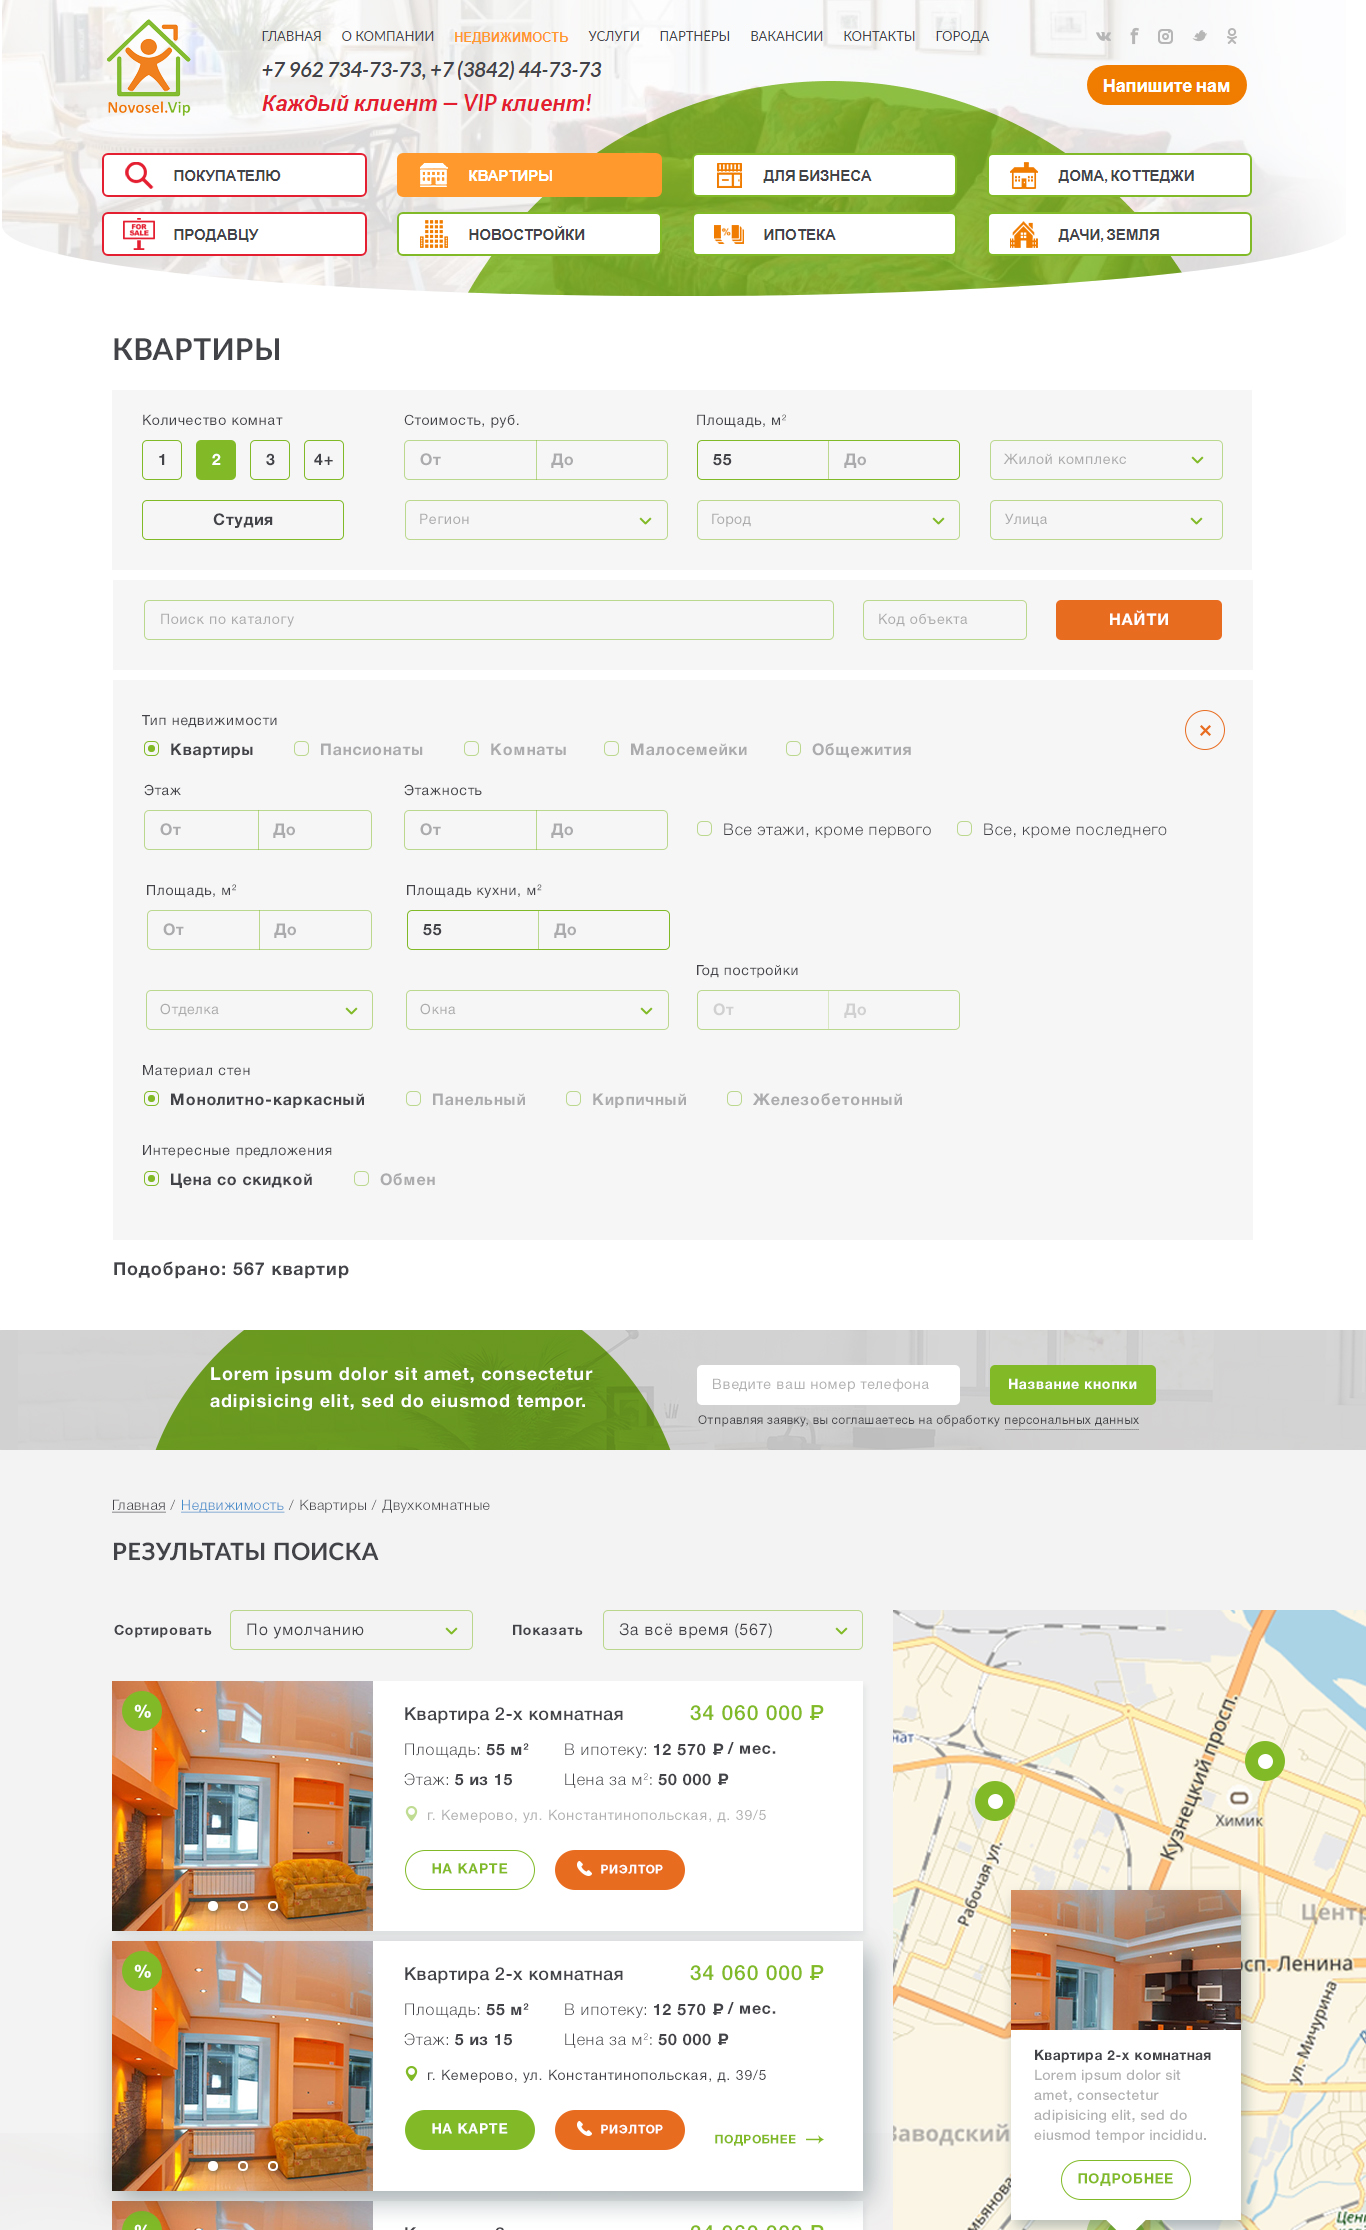 ГЛАВНАЯ О КОМПАНИИ НЕДВИЖИМОСТЬ УСЛУГИ ПАРТНЁРЫ ВАКАНСИИ КОНТАКТЫ ГОРОДА
+7 962 734-73-73, +7 (3842) 44-73-73
Каждый клиент – VIP клиент!
Напишите нам
Novosel.Vip
ПОКУПАТЕЛЮ КВАРТИРЫ ДЛЯ БИЗНЕСА ДОМА, КОТТЕДЖИ
FOR SALE ПРОДАВЦУ НОВОСТРОЙКИ % ИПОТЕКА ДАЧИ, ЗЕМЛЯ
КВАРТИРЫ
Количество комнат Стоимость, руб. Площадь, м²
1 2 3 4+ От До 55 До Жилой комплекс
Студия Регион Город Улица
Поиск по каталогу Код объекта НАЙТИ
Тип недвижимости
Квартиры Пансионаты Комнаты Малосемейки Общежития
Этаж Этажность
От До От До Все этажи, кроме первого Все, кроме последнего
Площадь, м² Площадь кухни, м²
От До 55 До
Год постройки
Отделка Окна От До
Материал стен
Монолитно-каркасный Панельный Кирпичный Железобетонный
Интересные предложения
Цена со скидкой Обмен
Подобрано: 567 квартир
Lorem ipsum dolor sit amet, consectetur
adipisicing elit, sed do eiusmod tempor.
Введите ваш номер телефона Название кнопки
Отправляя заявку, вы соглашаетесь на обработку персональных данных
Главная / Недвижимость / Квартиры / Двухкомнатные
РЕЗУЛЬТАТЫ ПОИСКА
Сортировать По умолчанию Показать За всё время (567)
%
Квартира 2-х комнатная 34 060 000 ₽
Площадь: 55 м² В ипотеку: 12 570 ₽ / мес.
Этаж: 5 из 15 Цена за м²: 50 000 ₽
г. Кемерово, ул. Константинопольская, д. 39/5
НА КАРТЕ РИЭЛТОР
%
Квартира 2-х комнатная 34 060 000 ₽
Площадь: 55 м² В ипотеку: 12 570 ₽ / мес.
Этаж: 5 из 15 Цена за м²: 50 000 ₽
г. Кемерово, ул. Константинопольская, д. 39/5
НА КАРТЕ РИЭЛТОР ПОДРОБНЕЕ
Кузнецкий просп.
Химик
Рабочая ул.
Центр
осп. Ленина
ул. Мичурина
Заводский
Квартира 2-х комнатная
Lorem ipsum dolor sit
amet, consectetur
adipisicing elit, sed do
eiusmod tempor incididu.
ПОДРОБНЕЕ